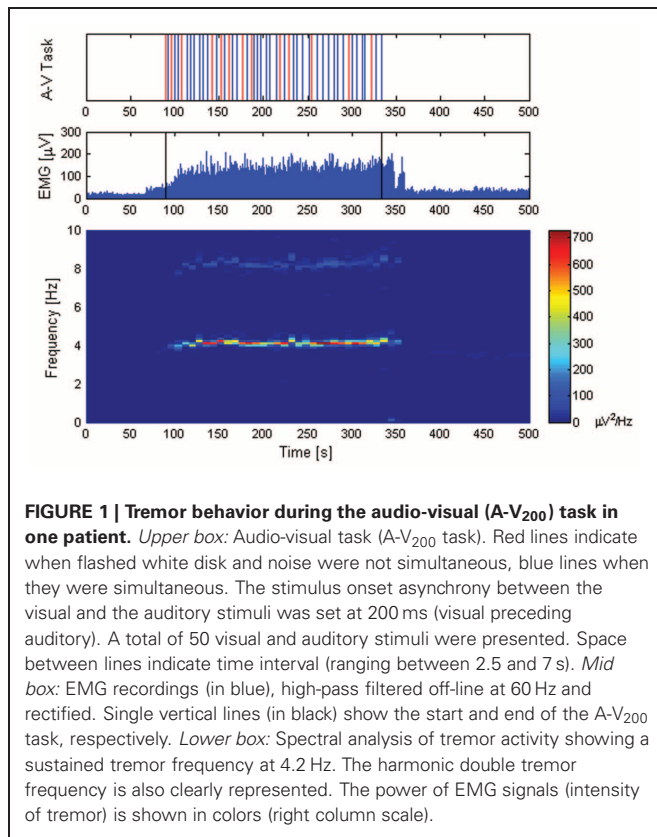 A-V Task
0 50 100 150 200 250 300 350 400 450 500
EMG [µV]
300
200
100
0
0 50 100 150 200 250 300 350 400 450 500
Frequency [Hz]
10
8
6
4
2
0
0 50 100 150 200 250 300 350 400 450 500
Time [s]
700
600
500
400
300
200
100
0
µV²/Hz
FIGURE 1 | Tremor behavior during the audio-visual (A-V₂₀₀) task in
one patient. Upper box: Audio-visual task (A-V₂₀₀ task). Red lines indicate
when flashed white disk and noise were not simultaneous, blue lines when
they were simultaneous. The stimulus onset asynchrony between the
visual and the auditory stimuli was set at 200 ms (visual preceding
auditory). A total of 50 visual and auditory stimuli were presented. Space
between lines indicate time interval (ranging between 2.5 and 7 s). Mid
box: EMG recordings (in blue), high-pass filtered off-line at 60 Hz and
rectified. Single vertical lines (in black) show the start and end of the A-V₂₀₀
task, respectively. Lower box: Spectral analysis of tremor activity showing a
sustained tremor frequency at 4.2 Hz. The harmonic double tremor
frequency is also clearly represented. The power of EMG signals (intensity
of tremor) is shown in colors (right column scale).